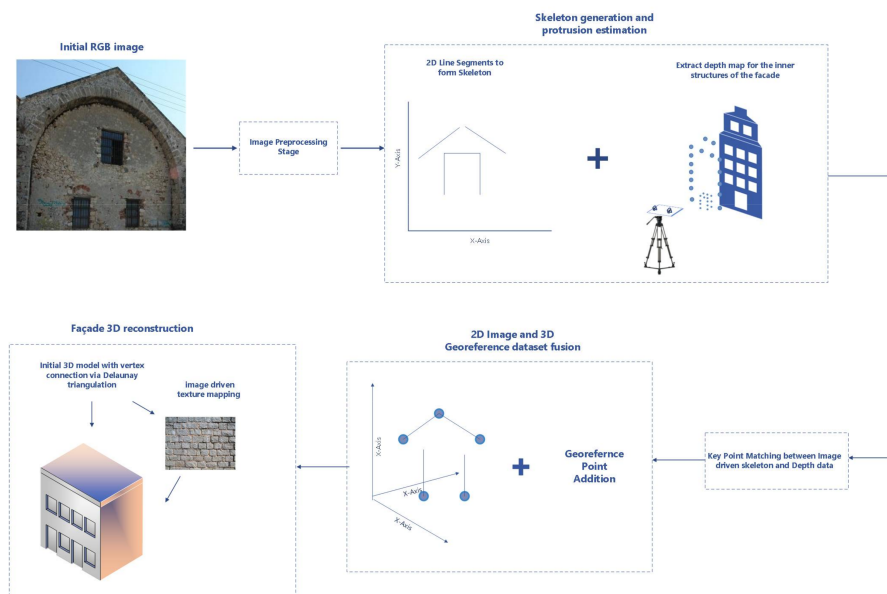 Skeleton generation and
protrusion estimation
Initial RGB image
2D Line Segments to
form Skeleton
Extract depth map for the inner
structures of the facade
Image Preprocessing
Stage
Y-Axis
X-Axis
Façade 3D reconstruction
2D Image and 3D
Georeference dataset fusion
Initial 3D model with vertex
connection via Delaunay
triangulation
image driven
texture mapping
X-Axis
X-Axis
X-Axis
Georefernce
Point
Addition
Key Point Matching between Image
driven skeleton and Depth data